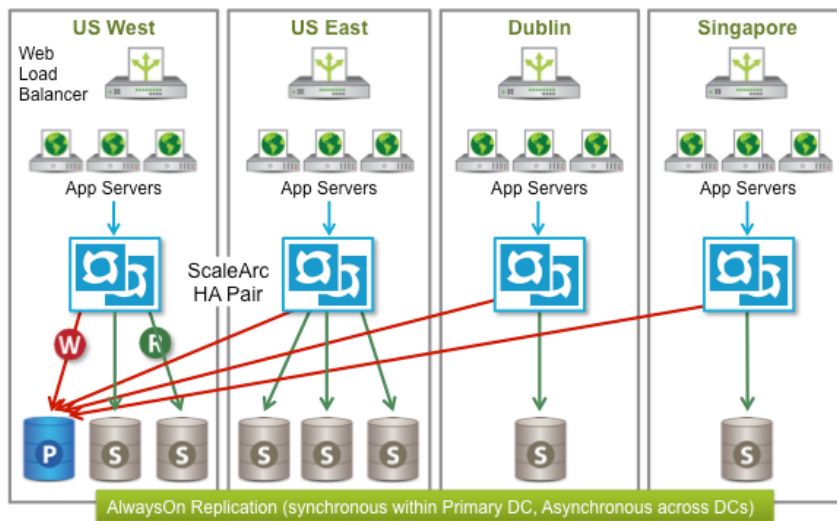 US West
US East
Dublin
Singapore
Web
Load
Balancer
App Servers
App Servers
App Servers
App Servers
ScaleArc
HA Pair
W
R
P
S
S
S
S
S
S
S
AlwaysOn Replication (synchronous within Primary DC, Asynchronous across DCs)